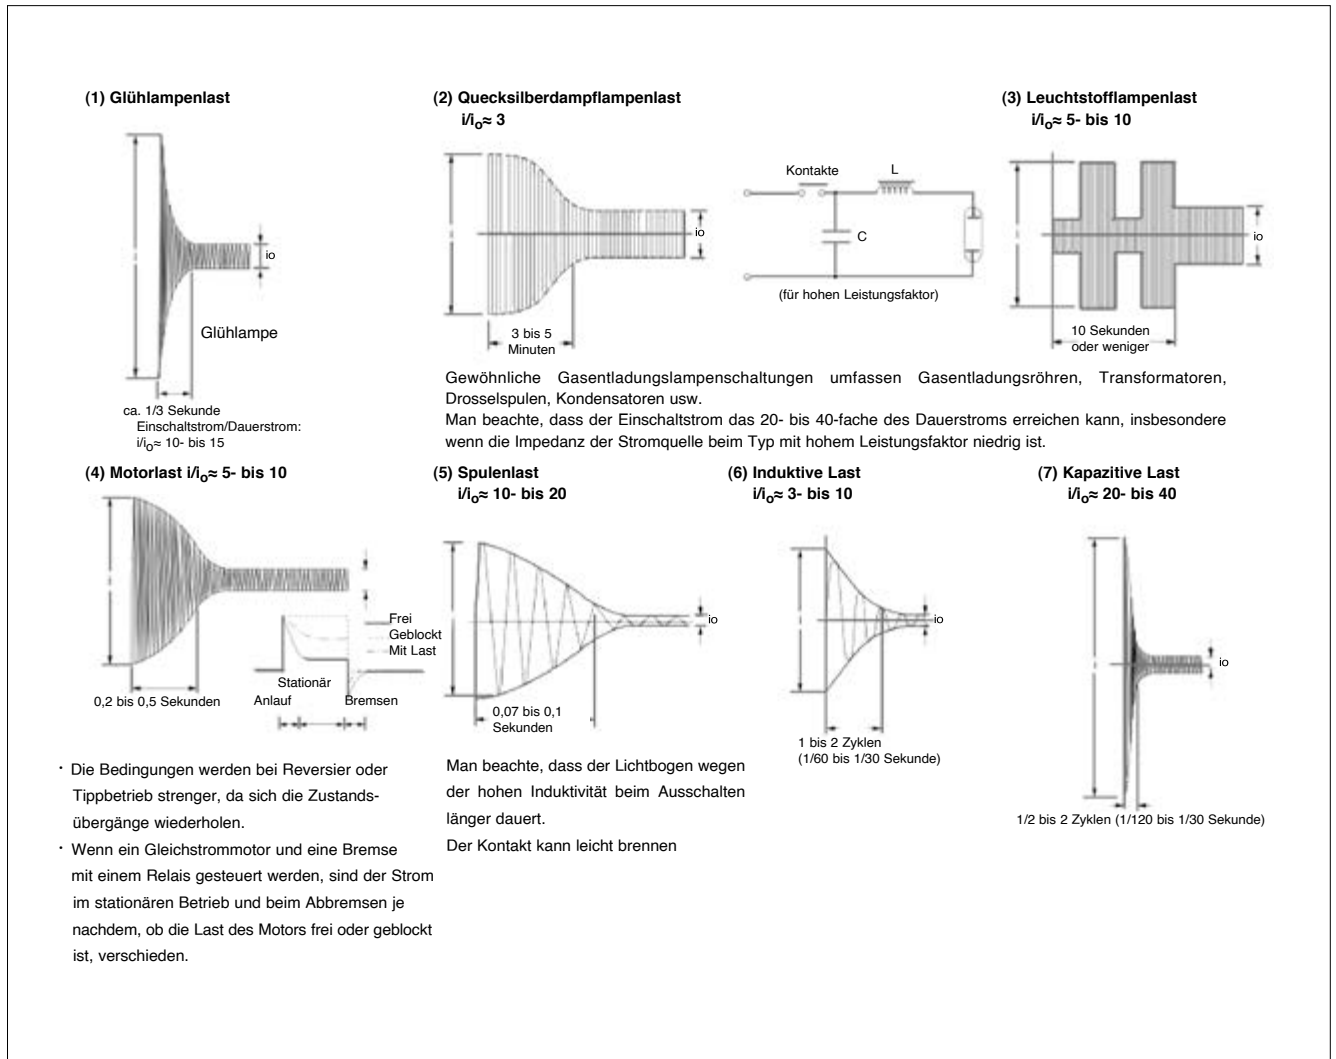 (1) Glühlampenlast
io
Glühlampe
ca. 1/3 Sekunde
Einschaltstrom/Dauerstrom:
i/io≈ 10- bis 15
(2) Quecksilberdampflampenlast
i/io≈ 3
io
3 bis 5
Minuten
Kontakte
L
C
(für hohen Leistungsfaktor)
(3) Leuchtstofflampenlast
i/io≈ 5- bis 10
io
10 Sekunden
oder weniger
Gewöhnliche Gasentladungslampenschaltungen umfassen Gasentladungsröhren, Transformatoren,
Drosselspulen, Kondensatoren usw.
Man beachte, dass der Einschaltstrom das 20- bis 40-fache des Dauerstroms erreichen kann, insbesondere
wenn die Impedanz der Stromquelle beim Typ mit hohem Leistungsfaktor niedrig ist.
(4) Motorlast i/io≈ 5- bis 10
0,2 bis 0,5 Sekunden
Frei
Geblockt
Mit Last
Stationär
Anlauf
Bremsen
· Die Bedingungen werden bei Reversier oder
Tippbetrieb strenger, da sich die Zustands-
übergänge wiederholen.
· Wenn ein Gleichstrommotor und eine Bremse
mit einem Relais gesteuert werden, sind der Strom
im stationären Betrieb und beim Abbremsen je
nachdem, ob die Last des Motors frei oder geblockt
ist, verschieden.
(5) Spulenlast
i/io≈ 10- bis 20
io
0,07 bis 0,1
Sekunden
Man beachte, dass der Lichtbogen wegen
der hohen Induktivität beim Ausschalten
länger dauert.
Der Kontakt kann leicht brennen
(6) Induktive Last
i/io≈ 3- bis 10
io
1 bis 2 Zyklen
(1/60 bis 1/30 Sekunde)
(7) Kapazitive Last
i/io≈ 20- bis 40
io
1/2 bis 2 Zyklen (1/120 bis 1/30 Sekunde)